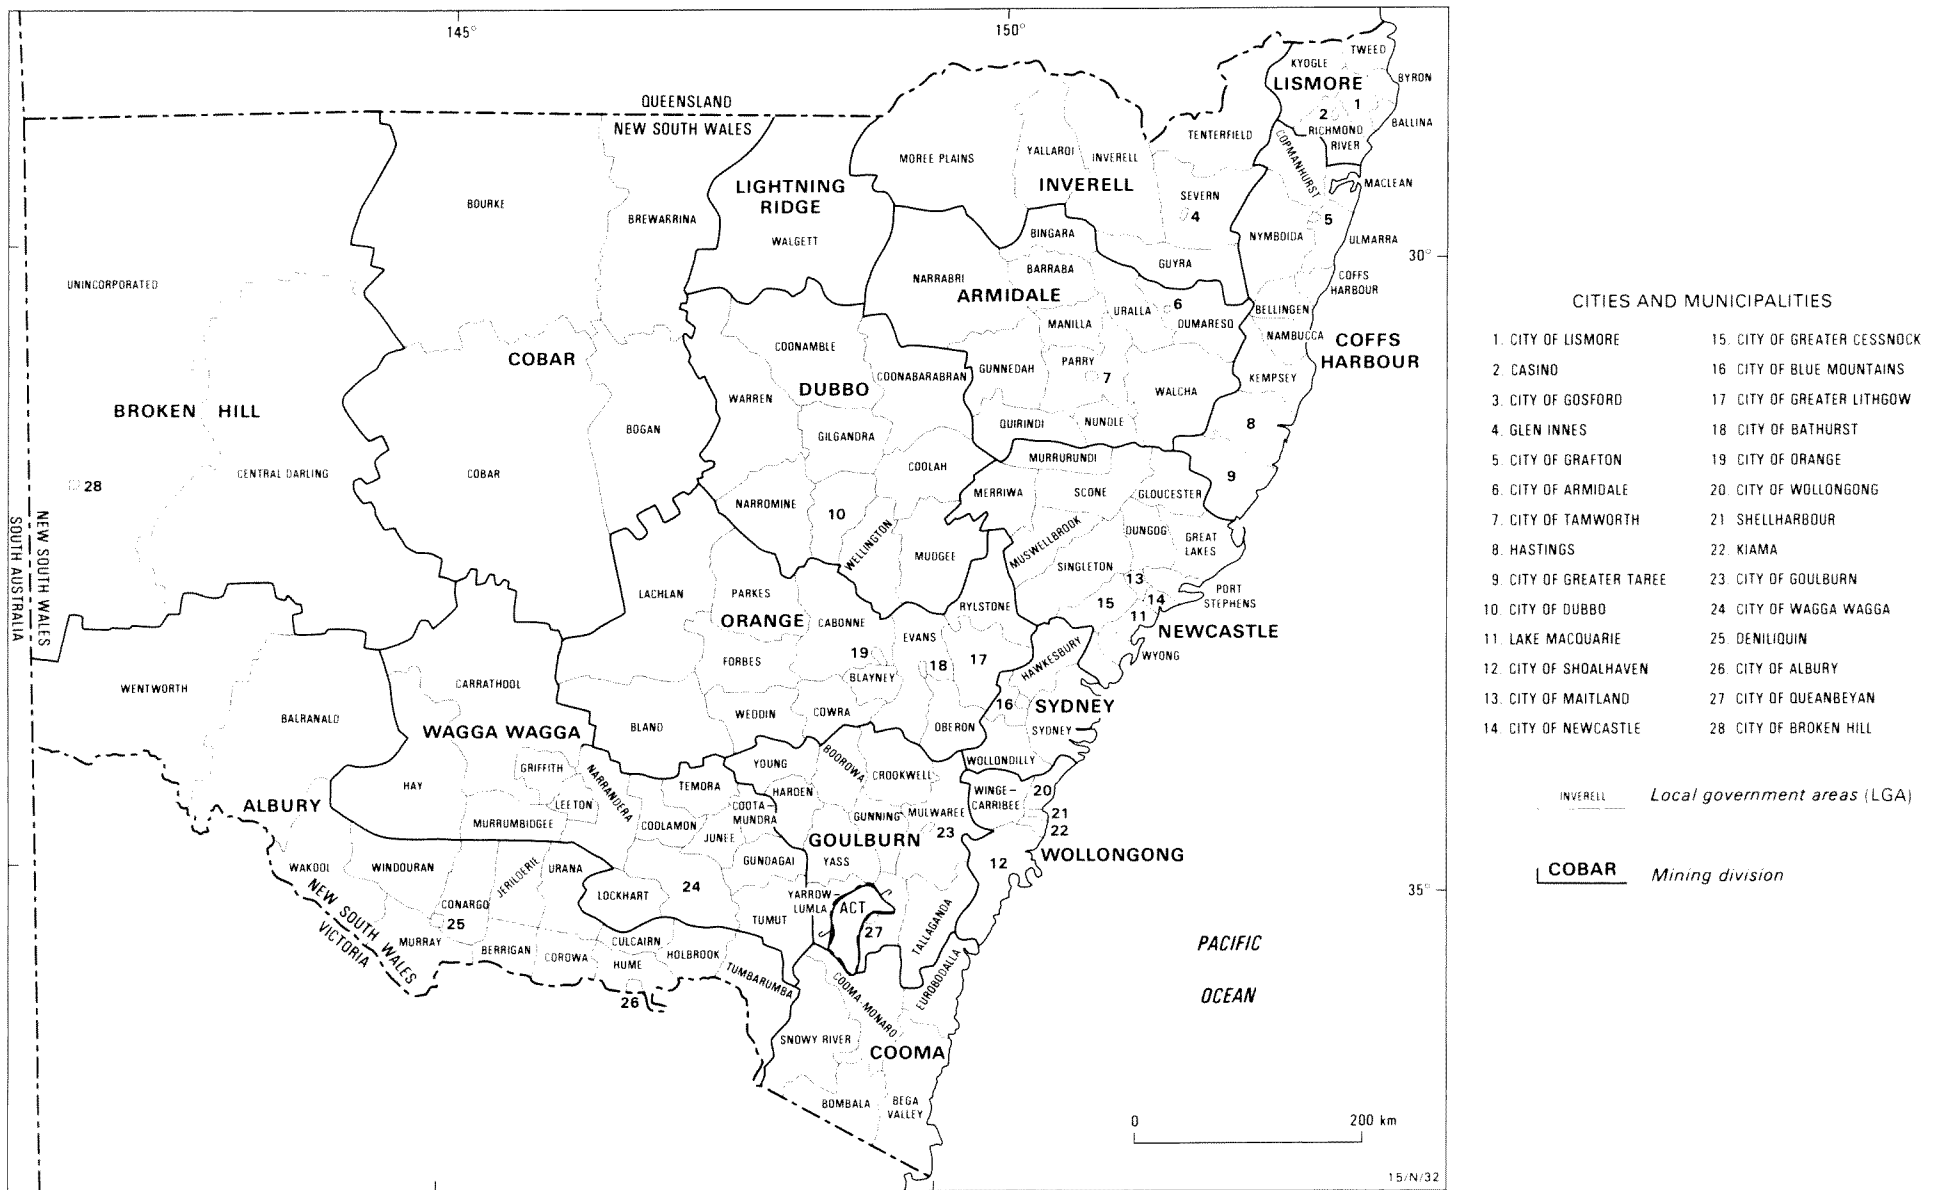 145°
150°
QUEENSLAND
NEW SOUTH WALES
TWEED
KYOGLE
LISMORE
BYRON
1
2
BALLINA
RICHMOND
RIVER
TENTERFIELD
COPMANHURST
MACLEAN
MOREE PLAINS
YALLAROI
INVERELL
INVERELL
SEVERN
4
5
NYMBOIDA
ULMARRA
LIGHTNING
RIDGE
WALGETT
BOURKE
BREWARRINA
BINGARA
BARRABA
GUYRA
30°
NARRABRI
ARMIDALE
COFFS
HARBOUR
UNINCORPORATED
URALLA
6
DUMARESQ
BELLINGEN
MANILLA
NAMBUCCA
COFFS
HARBOUR
COBAR
COONAMBLE
COONABARABRAN
GUNNEDAH
PARRY
7
WALCHA
KEMPSEY
WARREN
DUBBO
BROKEN HILL
8
QUIRINDI
NUNDLE
BOGAN
GILGANDRA
COBAR
CENTRAL DARLING
28
COOLAH
MURRURUNDI
MERRIWA
SCONE
GLOUCESTER
9
NARROMINE
10
WELLINGTON
MUDGEE
MUSWELLBROOK
DUNGOG
GREAT
LAKES
SINGLETON
13
NEW SOUTH WALES
SOUTH AUSTRALIA
LACHLAN
PARKES
ORANGE
CABONNE
RYLSTONE
15
14
PORT
STEPHENS
11
NEWCASTLE
EVANS
WYONG
FORBES
19
18
17
BLAYNEY
HAWKESBURY
WENTWORTH
CARRATHOOL
BALRANALD
BLAND
WEDDIN
COWRA
OBERON
16
SYDNEY
SYDNEY
WAGGA WAGGA
WOLLONDILLY
GRIFFITH
NARRANDERA
YOUNG
BOOROWA
CROOKWELL
HAY
TEMORA
HARDEN
WINGE-
CARRIBEE
20
ALBURY
LEETON
COOTA-
MUNDRA
GUNNING
MULWAREE
21
MURRUMBIDGEE
COOLAMON
JUNEE
GOULBURN
23
22
WOLLONGONG
WAKOOL
WINDOURAN
JERILDERIE
URANA
GUNDAGAI
YASS
12
LOCKHART
24
YARROW-
LUMLA
ACT
35°
CONARGO
25
TUMUT
27
TALLAGANDA
NEW SOUTH WALES
VICTORIA
MURRAY
BERRIGAN
COROWA
CULCAIRN
HUME
HOLBROOK
TUMBARUMBA
26
COOMA-MONARO
EUROBODALLA
PACIFIC
OCEAN
SNOWY RIVER
COOMA
BOMBALA
BEGA
VALLEY
0
200 km
15/N/32
CITIES AND MUNICIPALITIES
1. CITY OF LISMORE
2. CASINO
3. CITY OF GOSFORD
4. GLEN INNES
5. CITY OF GRAFTON
6. CITY OF ARMIDALE
7. CITY OF TAMWORTH
8. HASTINGS
9. CITY OF GREATER TAREE
10. CITY OF DUBBO
11. LAKE MACQUARIE
12. CITY OF SHOALHAVEN
13. CITY OF MAITLAND
14. CITY OF NEWCASTLE
15. CITY OF GREATER CESSNOCK
16 CITY OF BLUE MOUNTAINS
17. CITY OF GREATER LITHGOW
18 CITY OF BATHURST
19 CITY OF ORANGE
20. CITY OF WOLLONGONG
21 SHELLHARBOUR
22. KIAMA
23. CITY OF GOULBURN
24 CITY OF WAGGA WAGGA
25. DENILIQUIN
26. CITY OF ALBURY
27 CITY OF QUEANBEYAN
28 CITY OF BROKEN HILL
INVERELL Local government areas (LGA)
COBAR Mining division